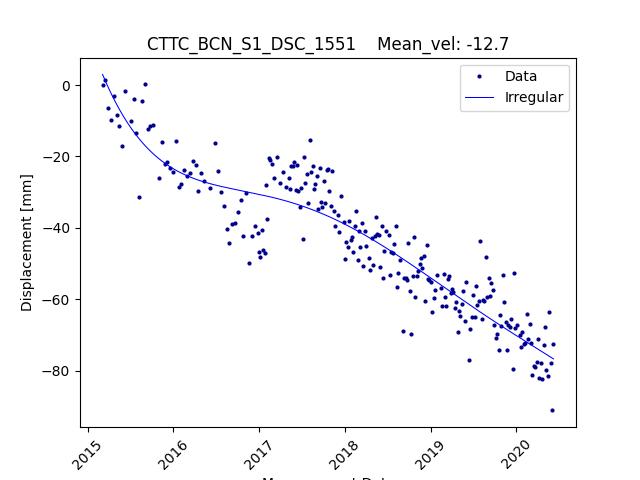 CTTC_BCN_S1_DSC_1551    Mean_vel: -12.7
Data
Irregular
Displacement [mm]
0
−20
−40
−60
−80
2015
2016
2017
2018
2019
2020